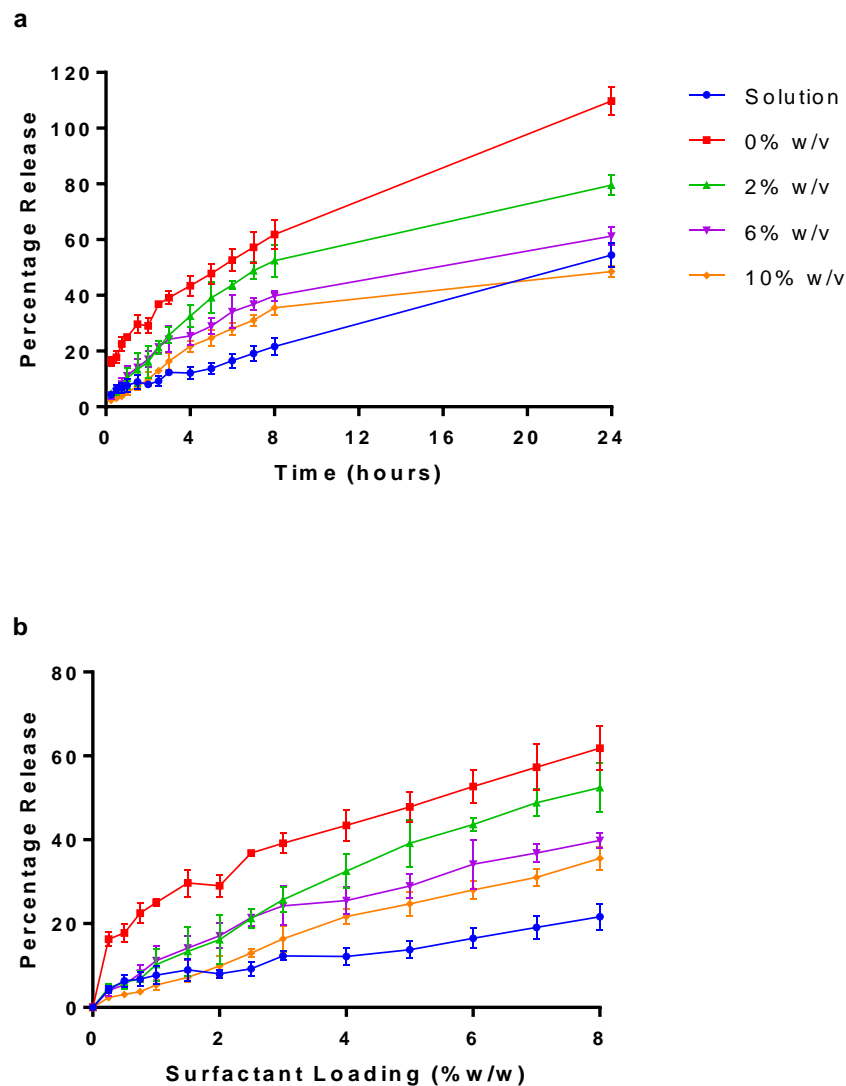 a
120
100
80
60
40
20
0
Percentage Release
0 4 8 12 16 20 24
Time (hours)
Solution
0% w/v
2% w/v
6% w/v
10% w/v
b
80
60
40
20
0
Percentage Release
0 2 4 6 8
Surfactant Loading (%w/w)